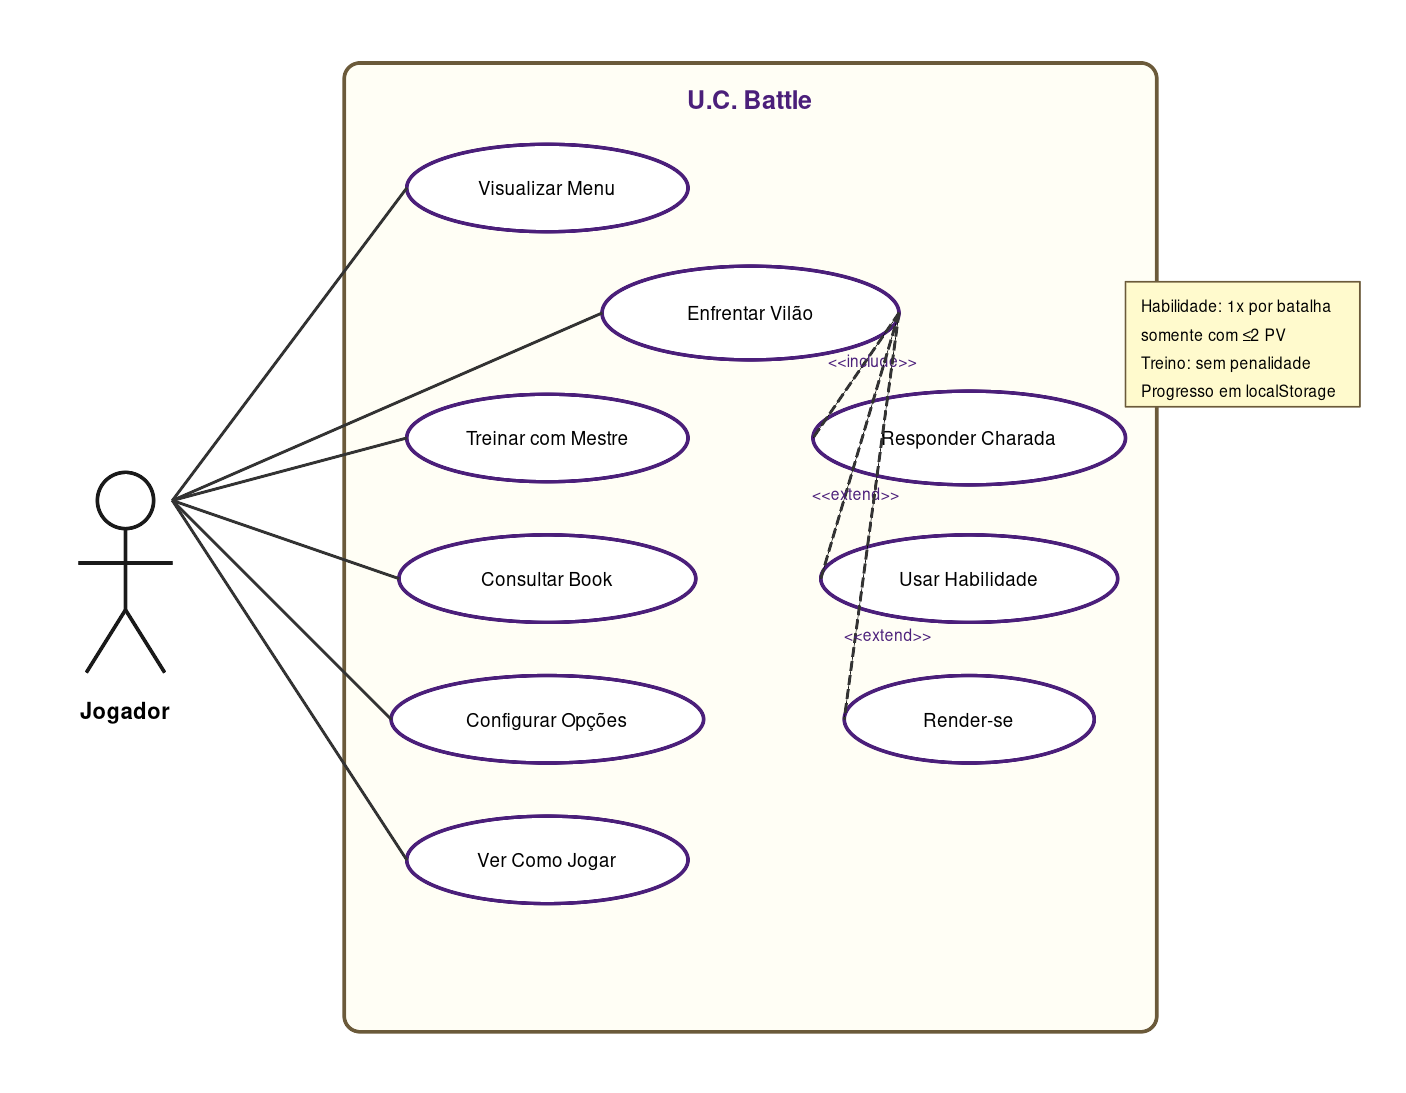 U.C. Battle
Visualizar Menu
Enfrentar Vilão
Habilidade: 1x por batalha
somente com ≤2 PV
Treino: sem penalidade
Progresso em localStorage
<<include>>
Treinar com Mestre
Responder Charada
<<extend>>
Consultar Book
Usar Habilidade
<<extend>>
Jogador
Configurar Opções
Render-se
Ver Como Jogar